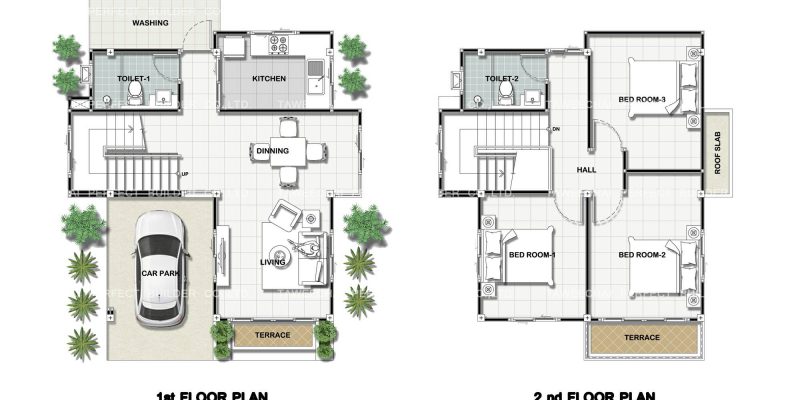 WASHING
TOILET-1
KITCHEN
DINNING
UP
CAR PARK
LIVING
TERRACE
1st FLOOR PLAN
TOILET-2
BED ROOM-3
DN
HALL
ROOF SLAB
BED ROOM-1
BED ROOM-2
TERRACE
2 nd FLOOR PLAN